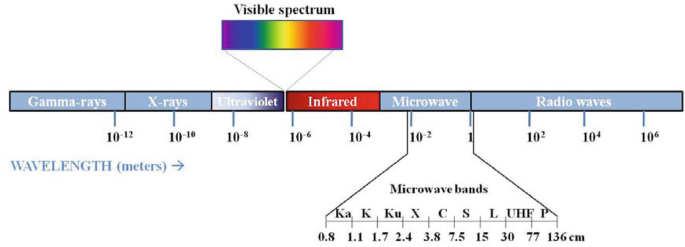 Visible spectrum
Gamma-rays X-rays Ultraviolet Infrared Microwave Radio waves
10⁻¹² 10⁻¹⁰ 10⁻⁸ 10⁻⁶ 10⁻⁴ 10⁻² 1 10² 10⁴ 10⁶
WAVELENGTH (meters) →
Microwave bands
Ka K Ku X C S L UHF P
0.8 1.1 1.7 2.4 3.8 7.5 15 30 77 136 cm